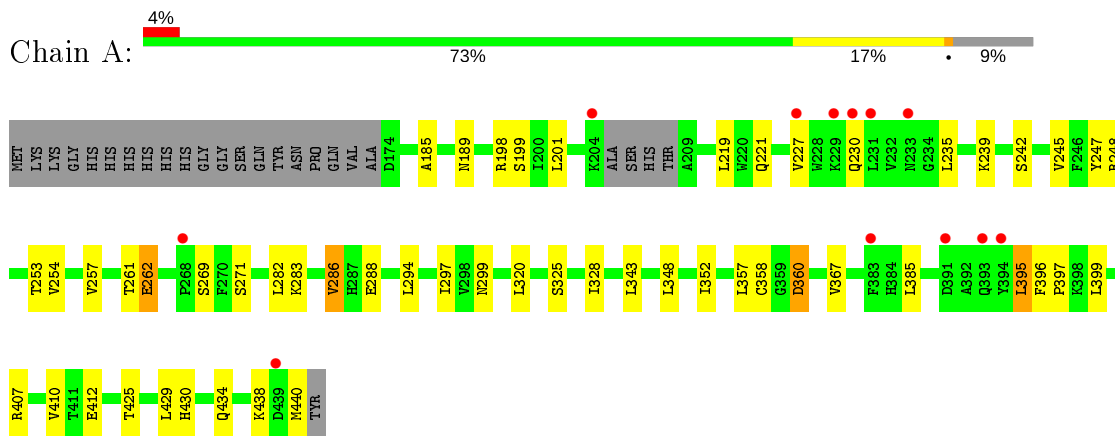 4%
Chain A:
73% 17% • 9%
MET LYS LYS GLY HIS HIS HIS HIS HIS HIS HIS GLY GLY SER GLN TYR ASN PRO GLN VAL ALA D174 A185 N189 R198 S199 I200 L201 K204 ALA SER HIS THR A209 L219 W220 Q221 V227 W228 K229 Q230 L231 V232 N233 G234 L235 K239 S242 V245 F246 Y247
T253 V254 V257 T261 E262 P268 S269 F270 S271 L282 K283 V286 H287 E288 L294 I297 V298 N299 L320 S325 I328 L343 L348 I352 L357 C358 G359 D360 V367 F383 H384 L385 D391 A392 Q393 Y394 L395 F396 P397 K398 L399
R407 V410 T411 E412 T425 L429 H430 Q434 K438 D439 M440 TYR